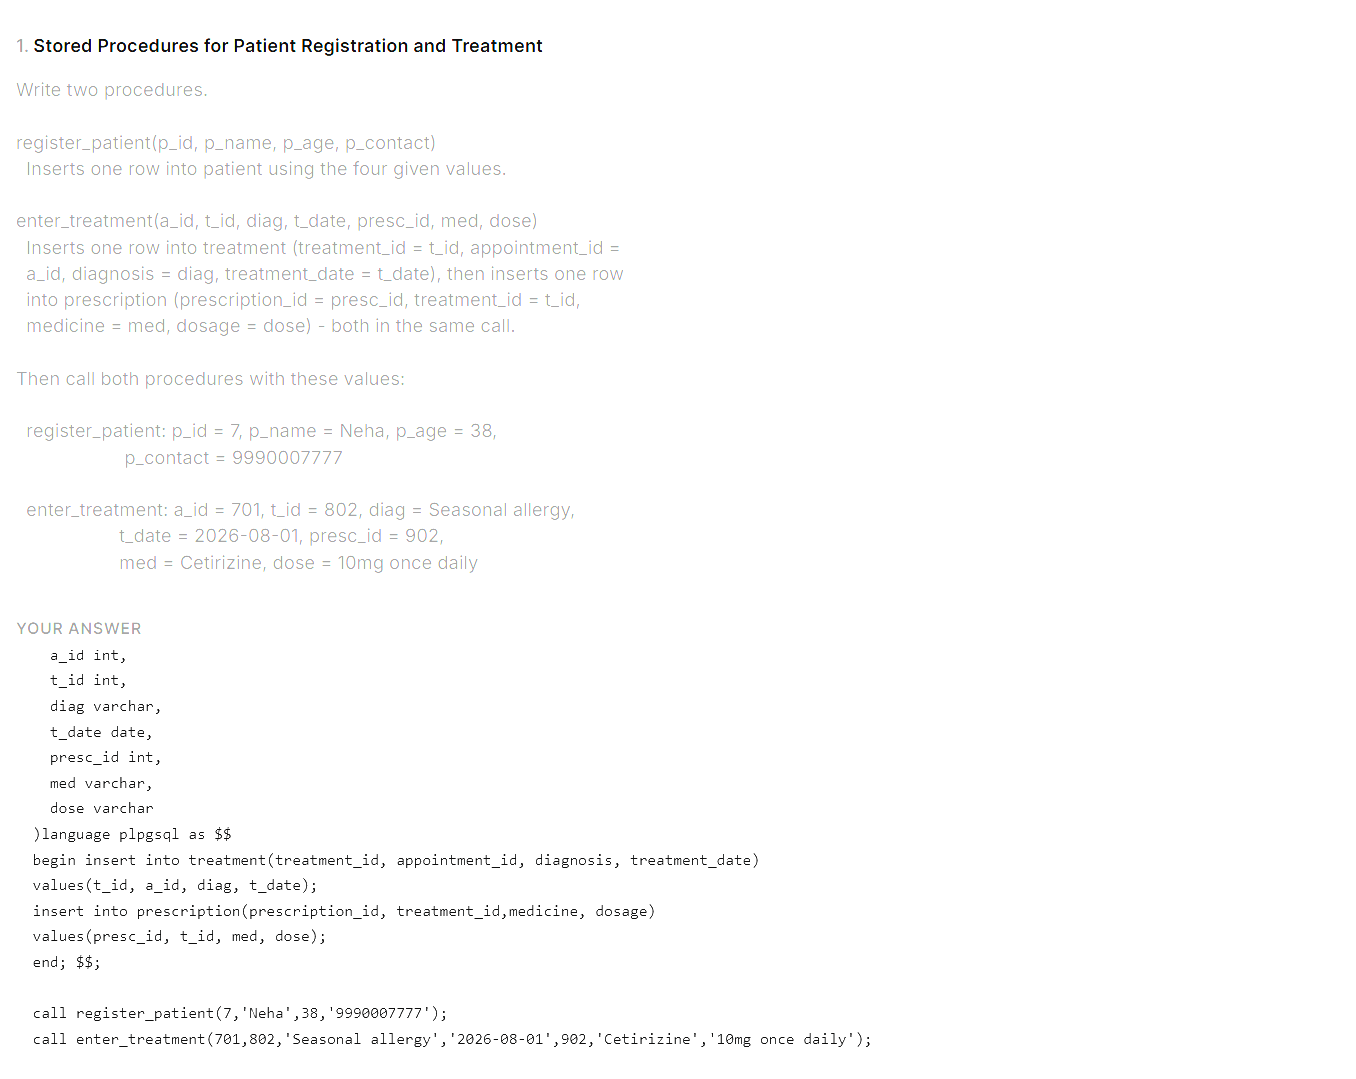 1. Stored Procedures for Patient Registration and Treatment
Write two procedures.
register_patient(p_id, p_name, p_age, p_contact)
Inserts one row into patient using the four given values.
enter_treatment(a_id, t_id, diag, t_date, presc_id, med, dose)
Inserts one row into treatment (treatment_id = t_id, appointment_id =
a_id, diagnosis = diag, treatment_date = t_date), then inserts one row
into prescription (prescription_id = presc_id, treatment_id = t_id,
medicine = med, dosage = dose) - both in the same call.
Then call both procedures with these values:
register_patient: p_id = 7, p_name = Neha, p_age = 38,
p_contact = 9990007777
enter_treatment: a_id = 701, t_id = 802, diag = Seasonal allergy,
t_date = 2026-08-01, presc_id = 902,
med = Cetirizine, dose = 10mg once daily
YOUR ANSWER
a_id int,
t_id int,
diag varchar,
t_date date,
presc_id int,
med varchar,
dose varchar
)language plpgsql as $$
begin insert into treatment(treatment_id, appointment_id, diagnosis, treatment_date)
values(t_id, a_id, diag, t_date);
insert into prescription(prescription_id, treatment_id,medicine, dosage)
values(presc_id, t_id, med, dose);
end; $$;
call register_patient(7,'Neha',38,'9990007777');
call enter_treatment(701,802,'Seasonal allergy','2026-08-01',902,'Cetirizine','10mg once daily');